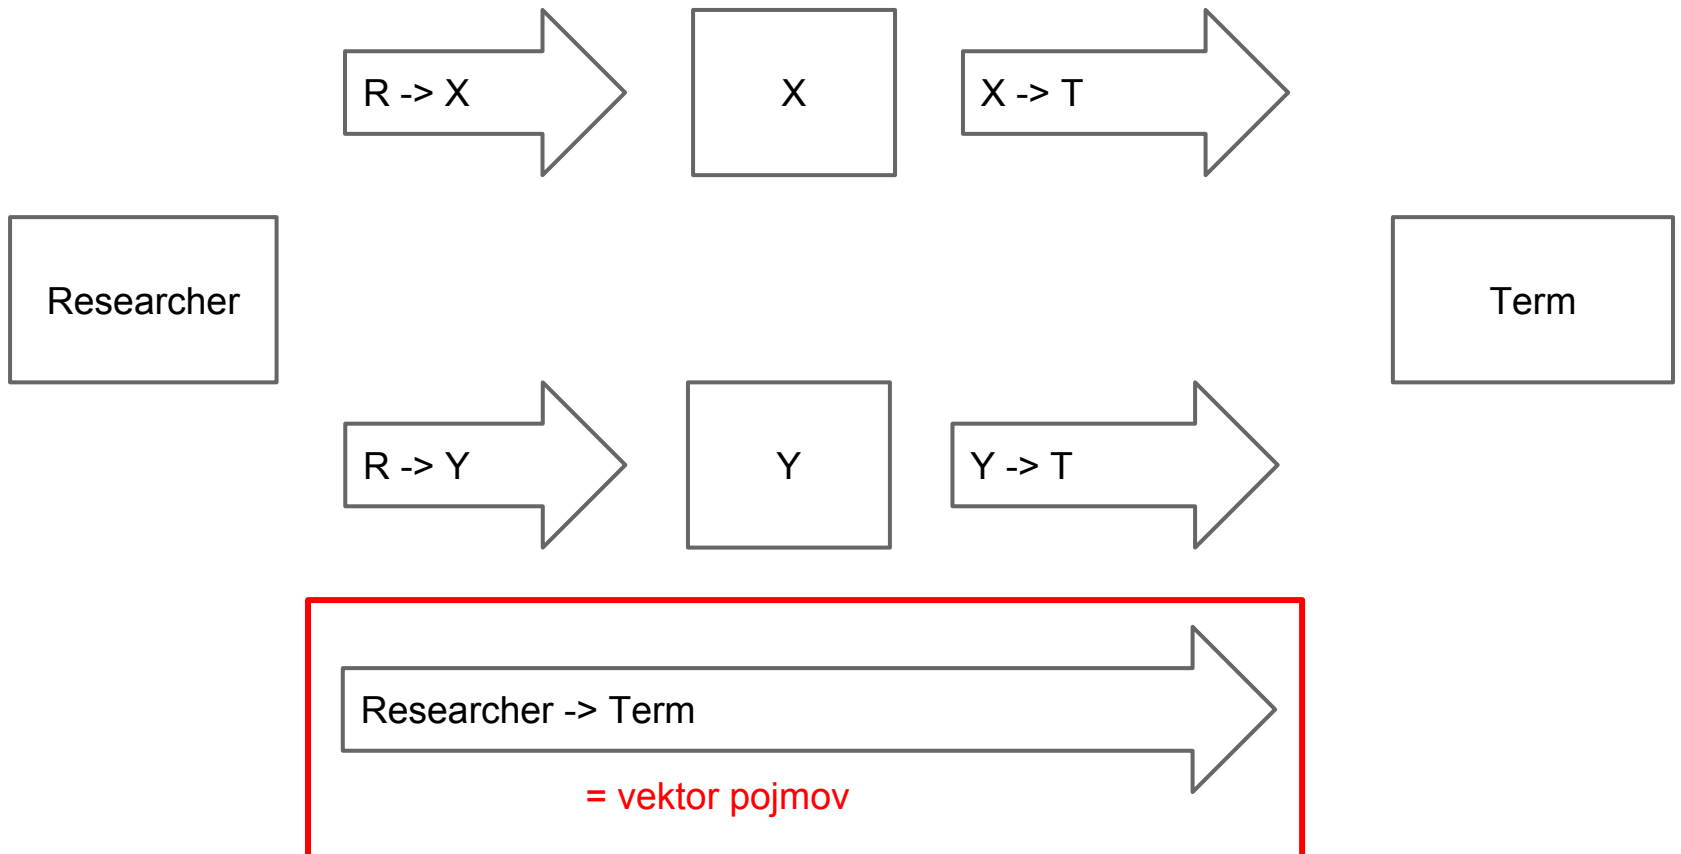 R -> X
X
X -> T
Researcher
Term
R -> Y
Y
Y -> T
Researcher -> Term
= vektor pojmov